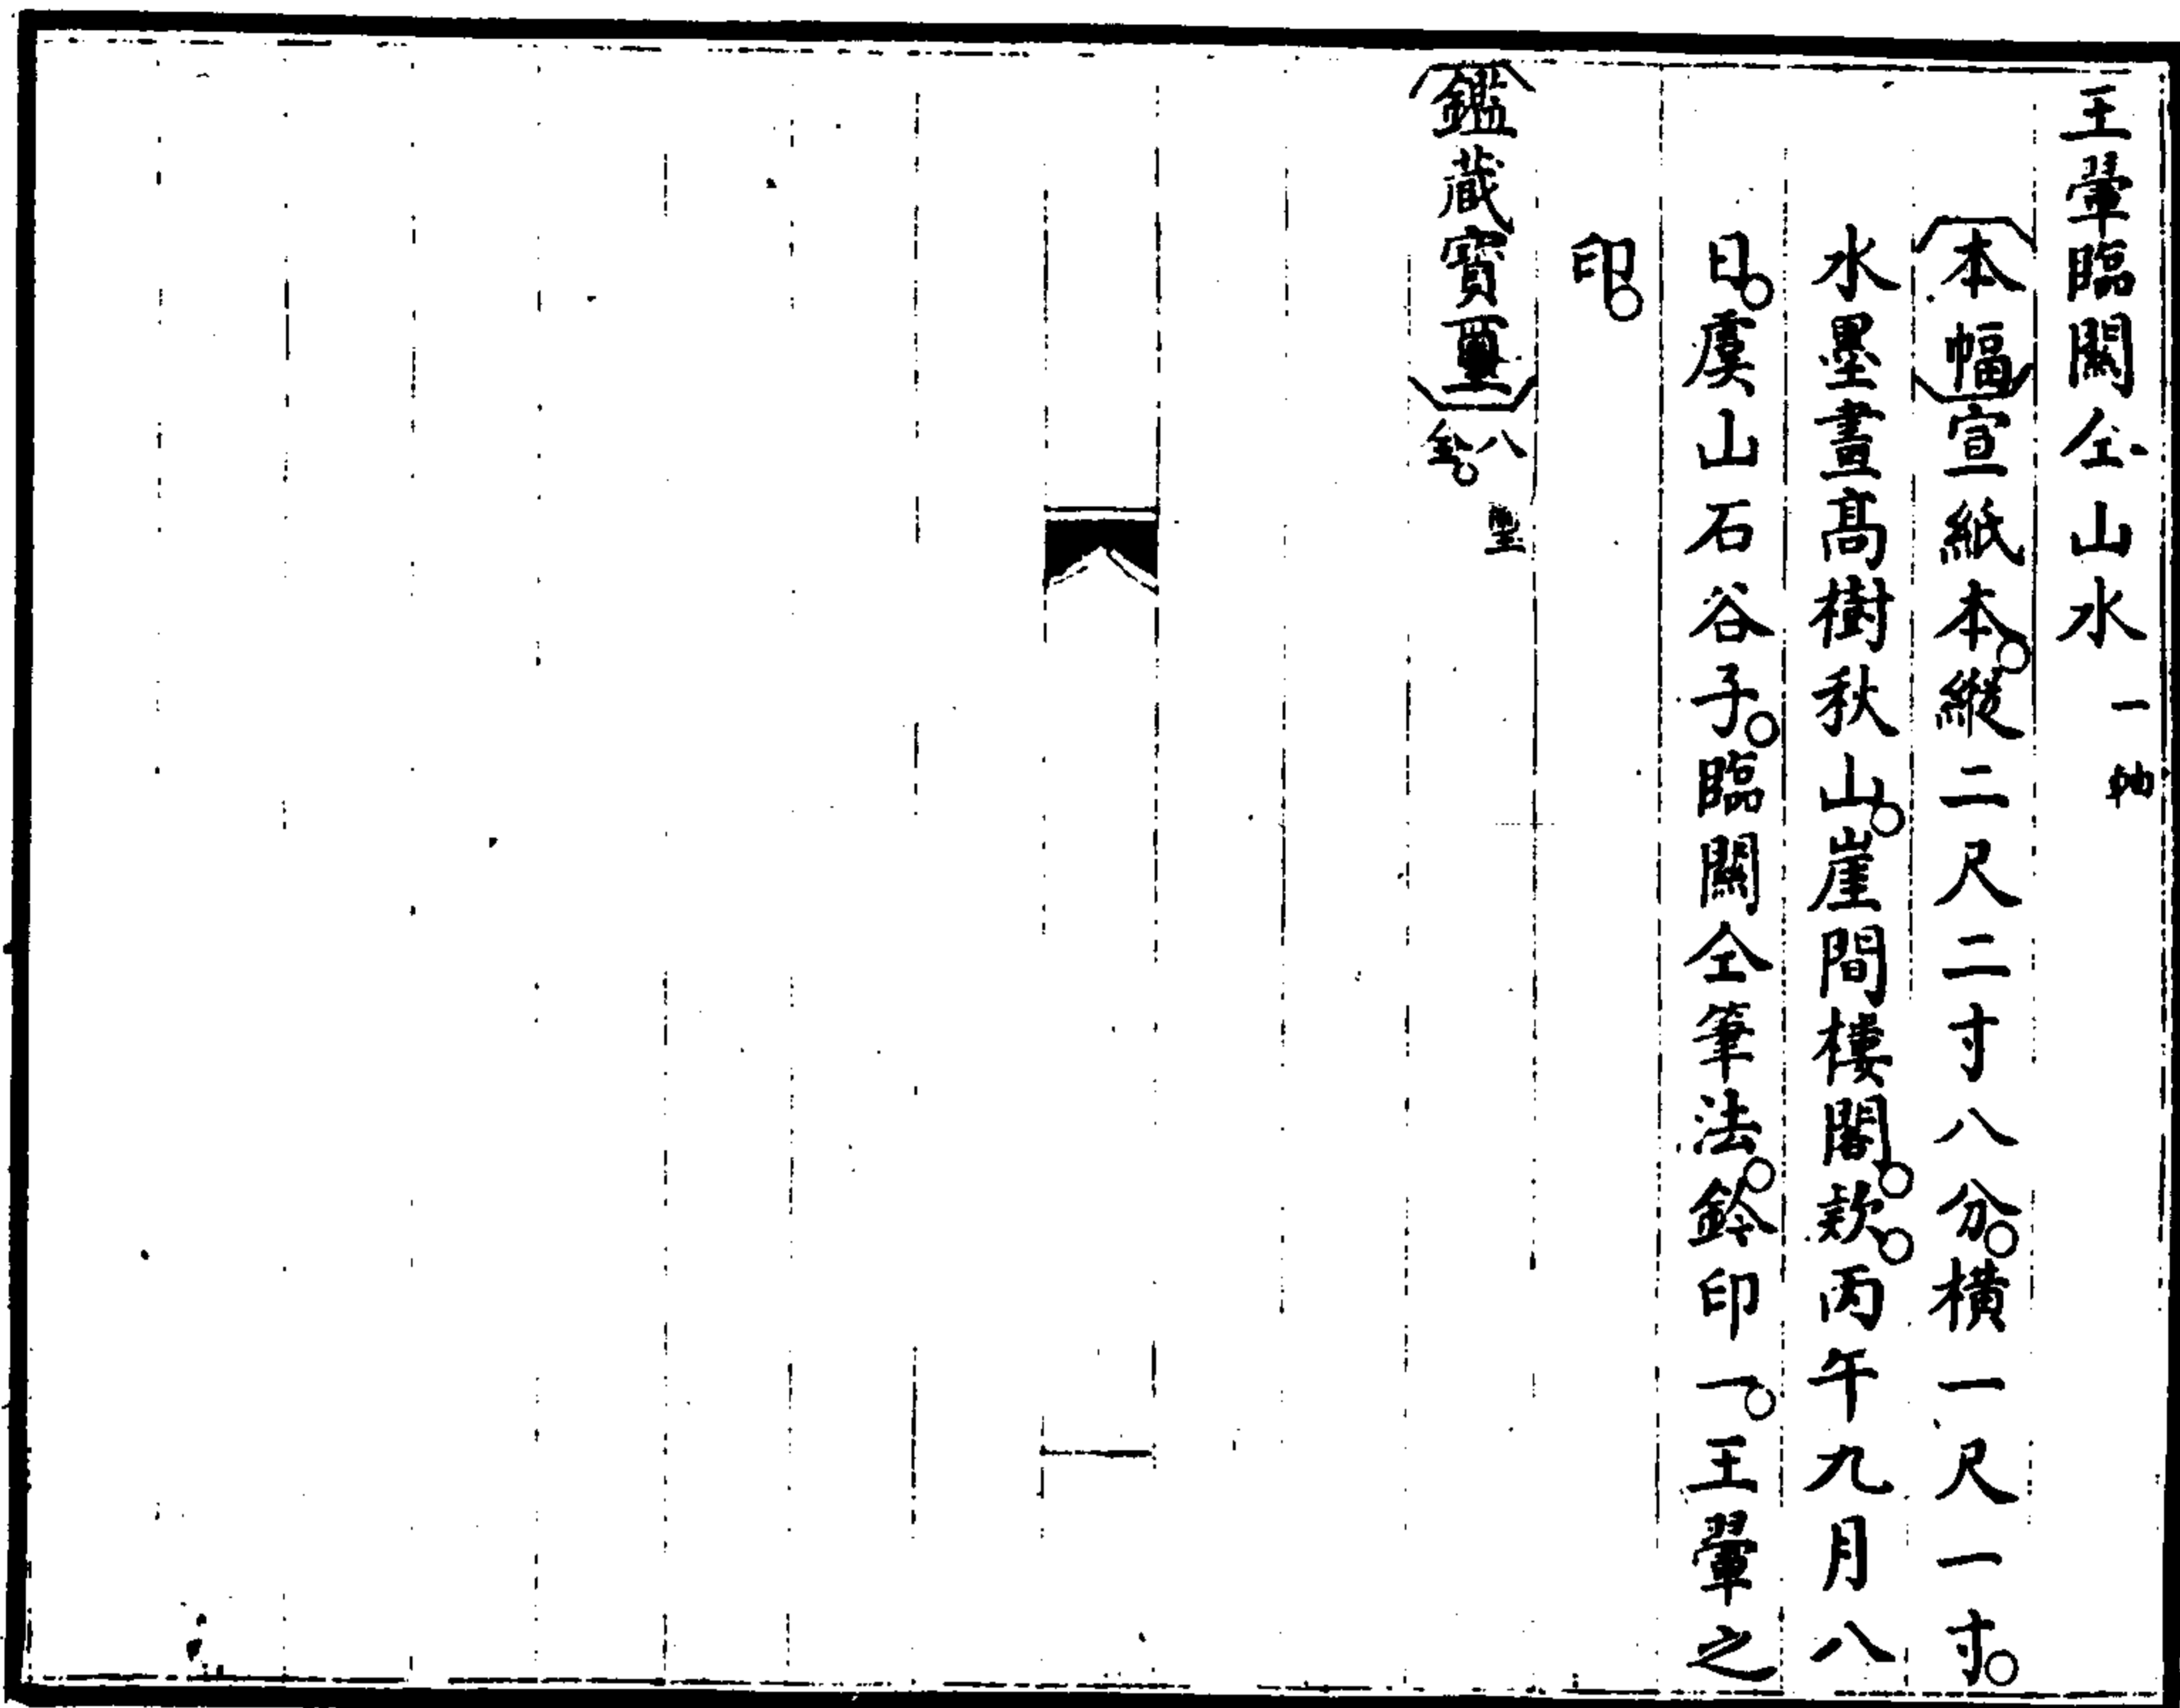 王翬臨關仝山水 一軸
本幅宣紙本縱二尺二寸八分橫一尺一寸
水墨畫高樹秋山崖間樓閣款丙午九月八
日虞山石谷子臨關仝筆法鈐印一王翬之
印
鑑藏寶璽八璽全